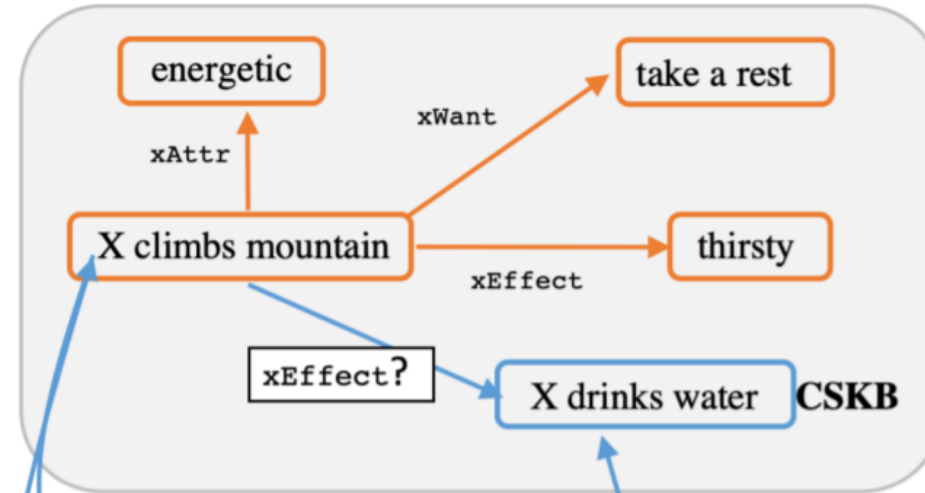 energetic
take a rest
xWant
xAttr
X climbs mountain
thirsty
xEffect
xEffect?
X drinks water
CSKB